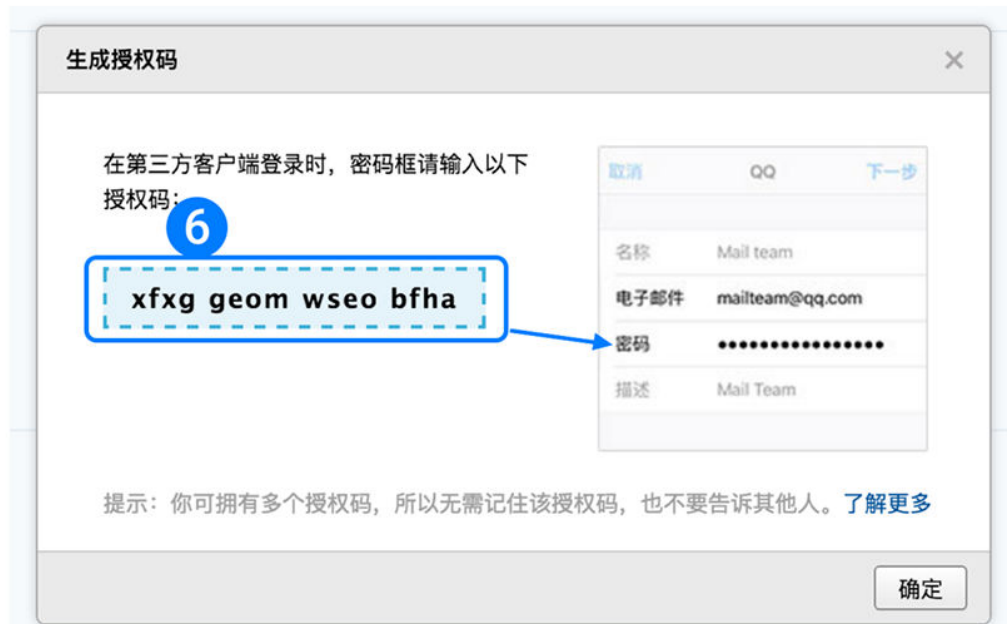 生成授权码
×
在第三方客户端登录时，密码框请输入以下
授权码：
6
xfxg geom wseo bfha
取消 QQ 下一步
名称 Mail team
电子邮件 mailteam@qq.com
密码 ••••••••••••••••
描述 Mail Team
提示：你可拥有多个授权码，所以无需记住该授权码，也不要告诉其他人。了解更多
确定